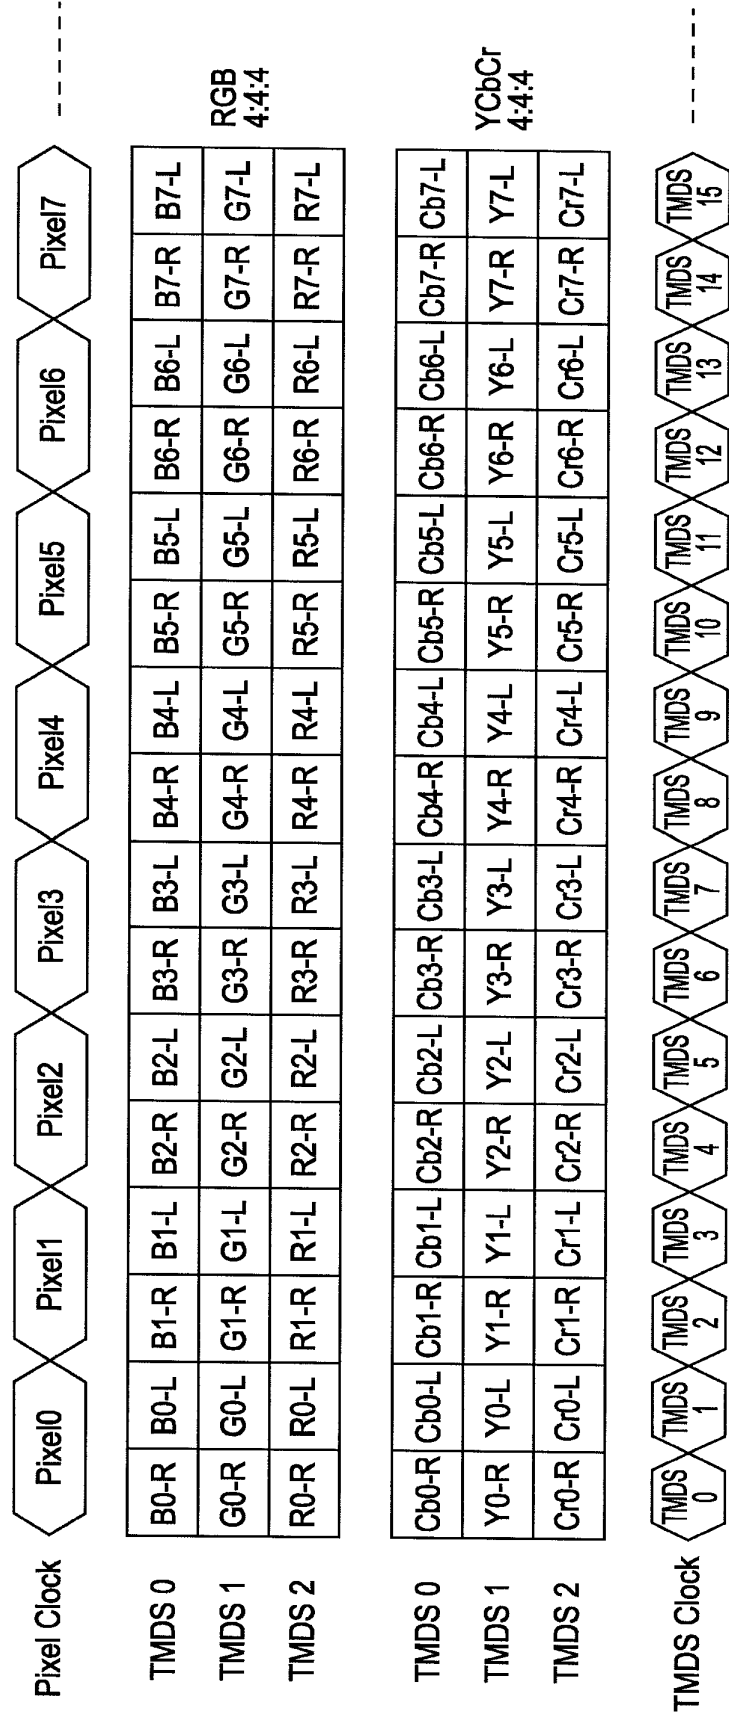 Pixel Clock Pixel0 Pixel1 Pixel2 Pixel3 Pixel4 Pixel5 Pixel6 Pixel7
TMDS 0 B0-R B0-L B1-R B1-L B2-R B2-L B3-R B3-L B4-R B4-L B5-R B5-L B6-R B6-L B7-R B7-L
TMDS 1 G0-R G0-L G1-R G1-L G2-R G2-L G3-R G3-L G4-R G4-L G5-R G5-L G6-R G6-L G7-R G7-L
TMDS 2 R0-R R0-L R1-R R1-L R2-R R2-L R3-R R3-L R4-R R4-L R5-R R5-L R6-R R6-L R7-R R7-L
RGB
4:4:4
TMDS 0 Cb0-R Cb0-L Cb1-R Cb1-L Cb2-R Cb2-L Cb3-R Cb3-L Cb4-R Cb4-L Cb5-R Cb5-L Cb6-R Cb6-L Cb7-R Cb7-L
TMDS 1 Y0-R Y0-L Y1-R Y1-L Y2-R Y2-L Y3-R Y3-L Y4-R Y4-L Y5-R Y5-L Y6-R Y6-L Y7-R Y7-L
TMDS 2 Cr0-R Cr0-L Cr1-R Cr1-L Cr2-R Cr2-L Cr3-R Cr3-L Cr4-R Cr4-L Cr5-R Cr5-L Cr6-R Cr6-L Cr7-R Cr7-L
YCbCr
4:4:4
TMDS Clock TMDS 0 TMDS 1 TMDS 2 TMDS 3 TMDS 4 TMDS 5 TMDS 6 TMDS 7 TMDS 8 TMDS 9 TMDS 10 TMDS 11 TMDS 12 TMDS 13 TMDS 14 TMDS 15